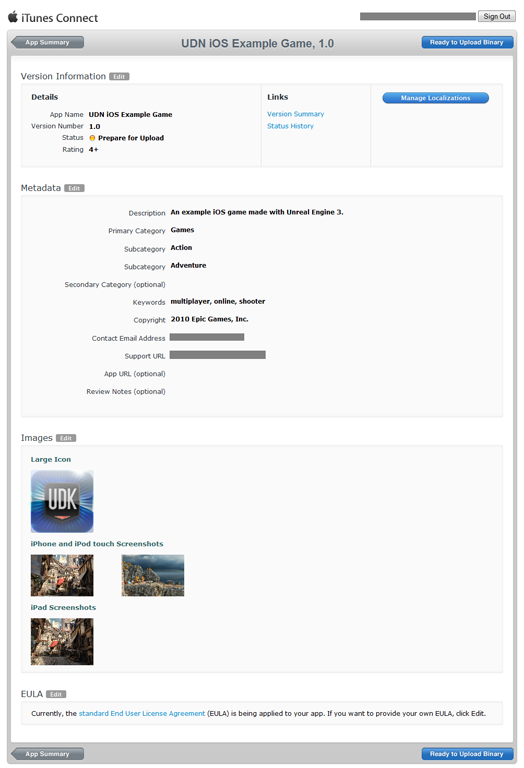 iTunes Connect
Sign Out
App Summary
UDN iOS Example Game, 1.0
Ready to Upload Binary
Version Information Edit
Details
App Name UDN iOS Example Game
Version Number 1.0
Status Prepare for Upload
Rating 4+
Links
Version Summary
Status History
Manage Localizations
Metadata Edit
Description An example iOS game made with Unreal Engine 3.
Primary Category Games
Subcategory Action
Subcategory Adventure
Secondary Category (optional)
Keywords multiplayer, online, shooter
Copyright 2010 Epic Games, Inc.
Contact Email Address
Support URL
App URL (optional)
Review Notes (optional)
Images Edit
Large Icon
UDK
iPhone and iPod touch Screenshots
iPad Screenshots
EULA Edit
Currently, the standard End User License Agreement (EULA) is being applied to your app. If you want to provide your own EULA, click Edit.
App Summary
Ready to Upload Binary